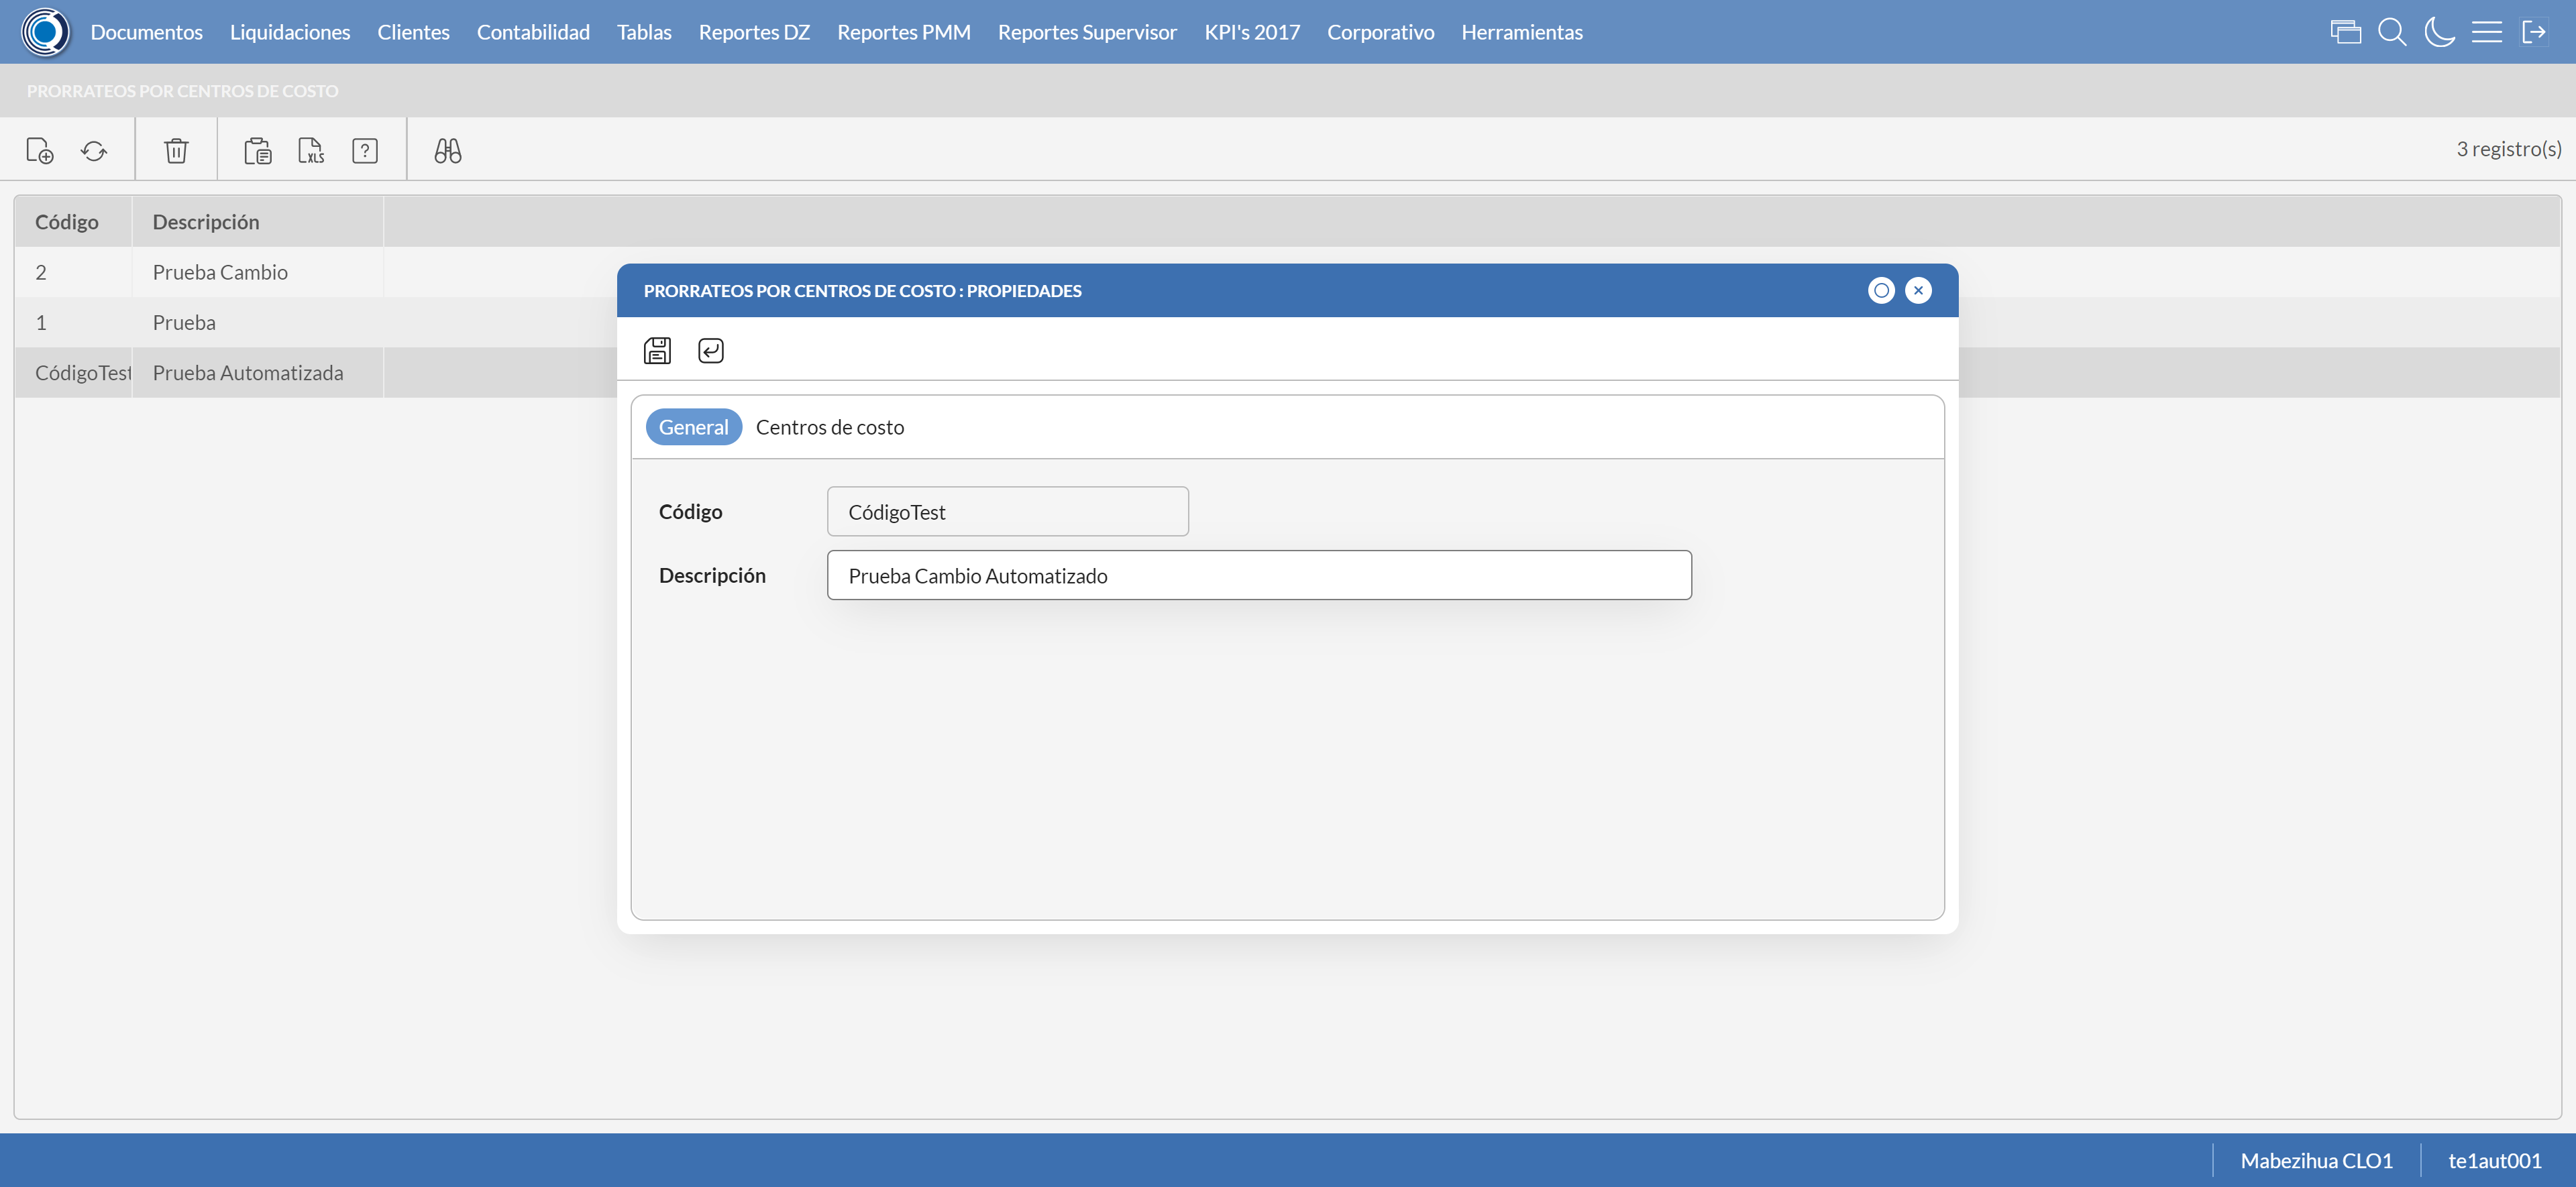 Documentos Liquidaciones Clientes Contabilidad Tablas Reportes DZ Reportes PMM Reportes Supervisor KPI's 2017 Corporativo Herramientas
PRORRATEOS POR CENTROS DE COSTO
XLS ? 3 registro(s)
Código Descripción
2 Prueba Cambio
1 Prueba
CódigoTest Prueba Automatizada
PRORRATEOS POR CENTROS DE COSTO : PROPIEDADES
General Centros de costo
Código CódigoTest
Descripción Prueba Cambio Automatizado
Mabezihua CLO1 te1aut001